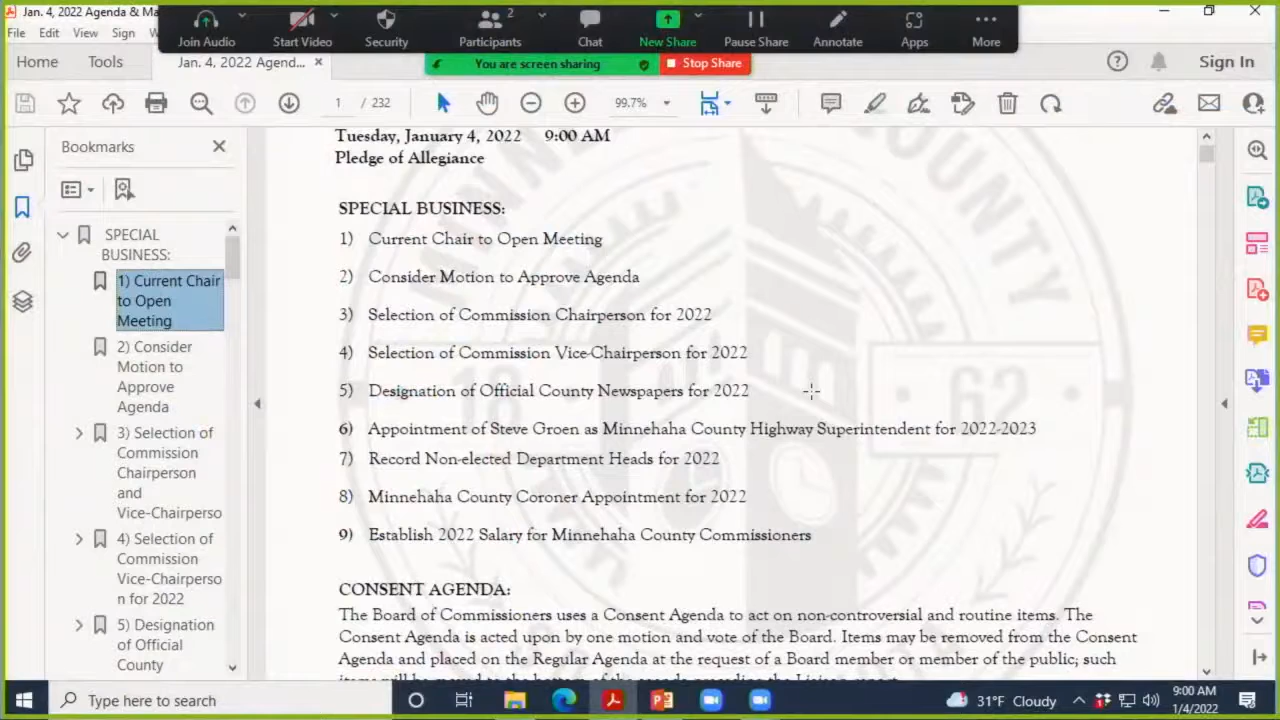 Jan. 4, 2022 Agenda & Ma
File Edit View Sign W
Join Audio Start Video Security Participants 2 Chat New Share Pause Share Annotate Apps More
You are screen sharing Stop Share
Home Tools Jan. 4, 2022 Agend... × Sign In
1 / 232 99.7%
Bookmarks
SPECIAL
BUSINESS:
1) Current Chair
to Open
Meeting
2) Consider
Motion to
Approve
Agenda
3) Selection of
Commission
Chairperson
and
Vice-Chairperso
4) Selection of
Commission
Vice-Chairperso
n for 2022
5) Designation
of Official
County
Tuesday, January 4, 2022 9:00 AM
Pledge of Allegiance
SPECIAL BUSINESS:
1) Current Chair to Open Meeting
2) Consider Motion to Approve Agenda
3) Selection of Commission Chairperson for 2022
4) Selection of Commission Vice-Chairperson for 2022
5) Designation of Official County Newspapers for 2022
6) Appointment of Steve Groen as Minnehaha County Highway Superintendent for 2022-2023
7) Record Non-elected Department Heads for 2022
8) Minnehaha County Coroner Appointment for 2022
9) Establish 2022 Salary for Minnehaha County Commissioners
CONSENT AGENDA:
The Board of Commissioners uses a Consent Agenda to act on non-controversial and routine items. The
Consent Agenda is acted upon by one motion and vote of the Board. Items may be removed from the Consent
Agenda and placed on the Regular Agenda at the request of a Board member or member of the public; such
18 62
COUNTY
Type here to search
31°F Cloudy
9:00 AM
1/4/2022